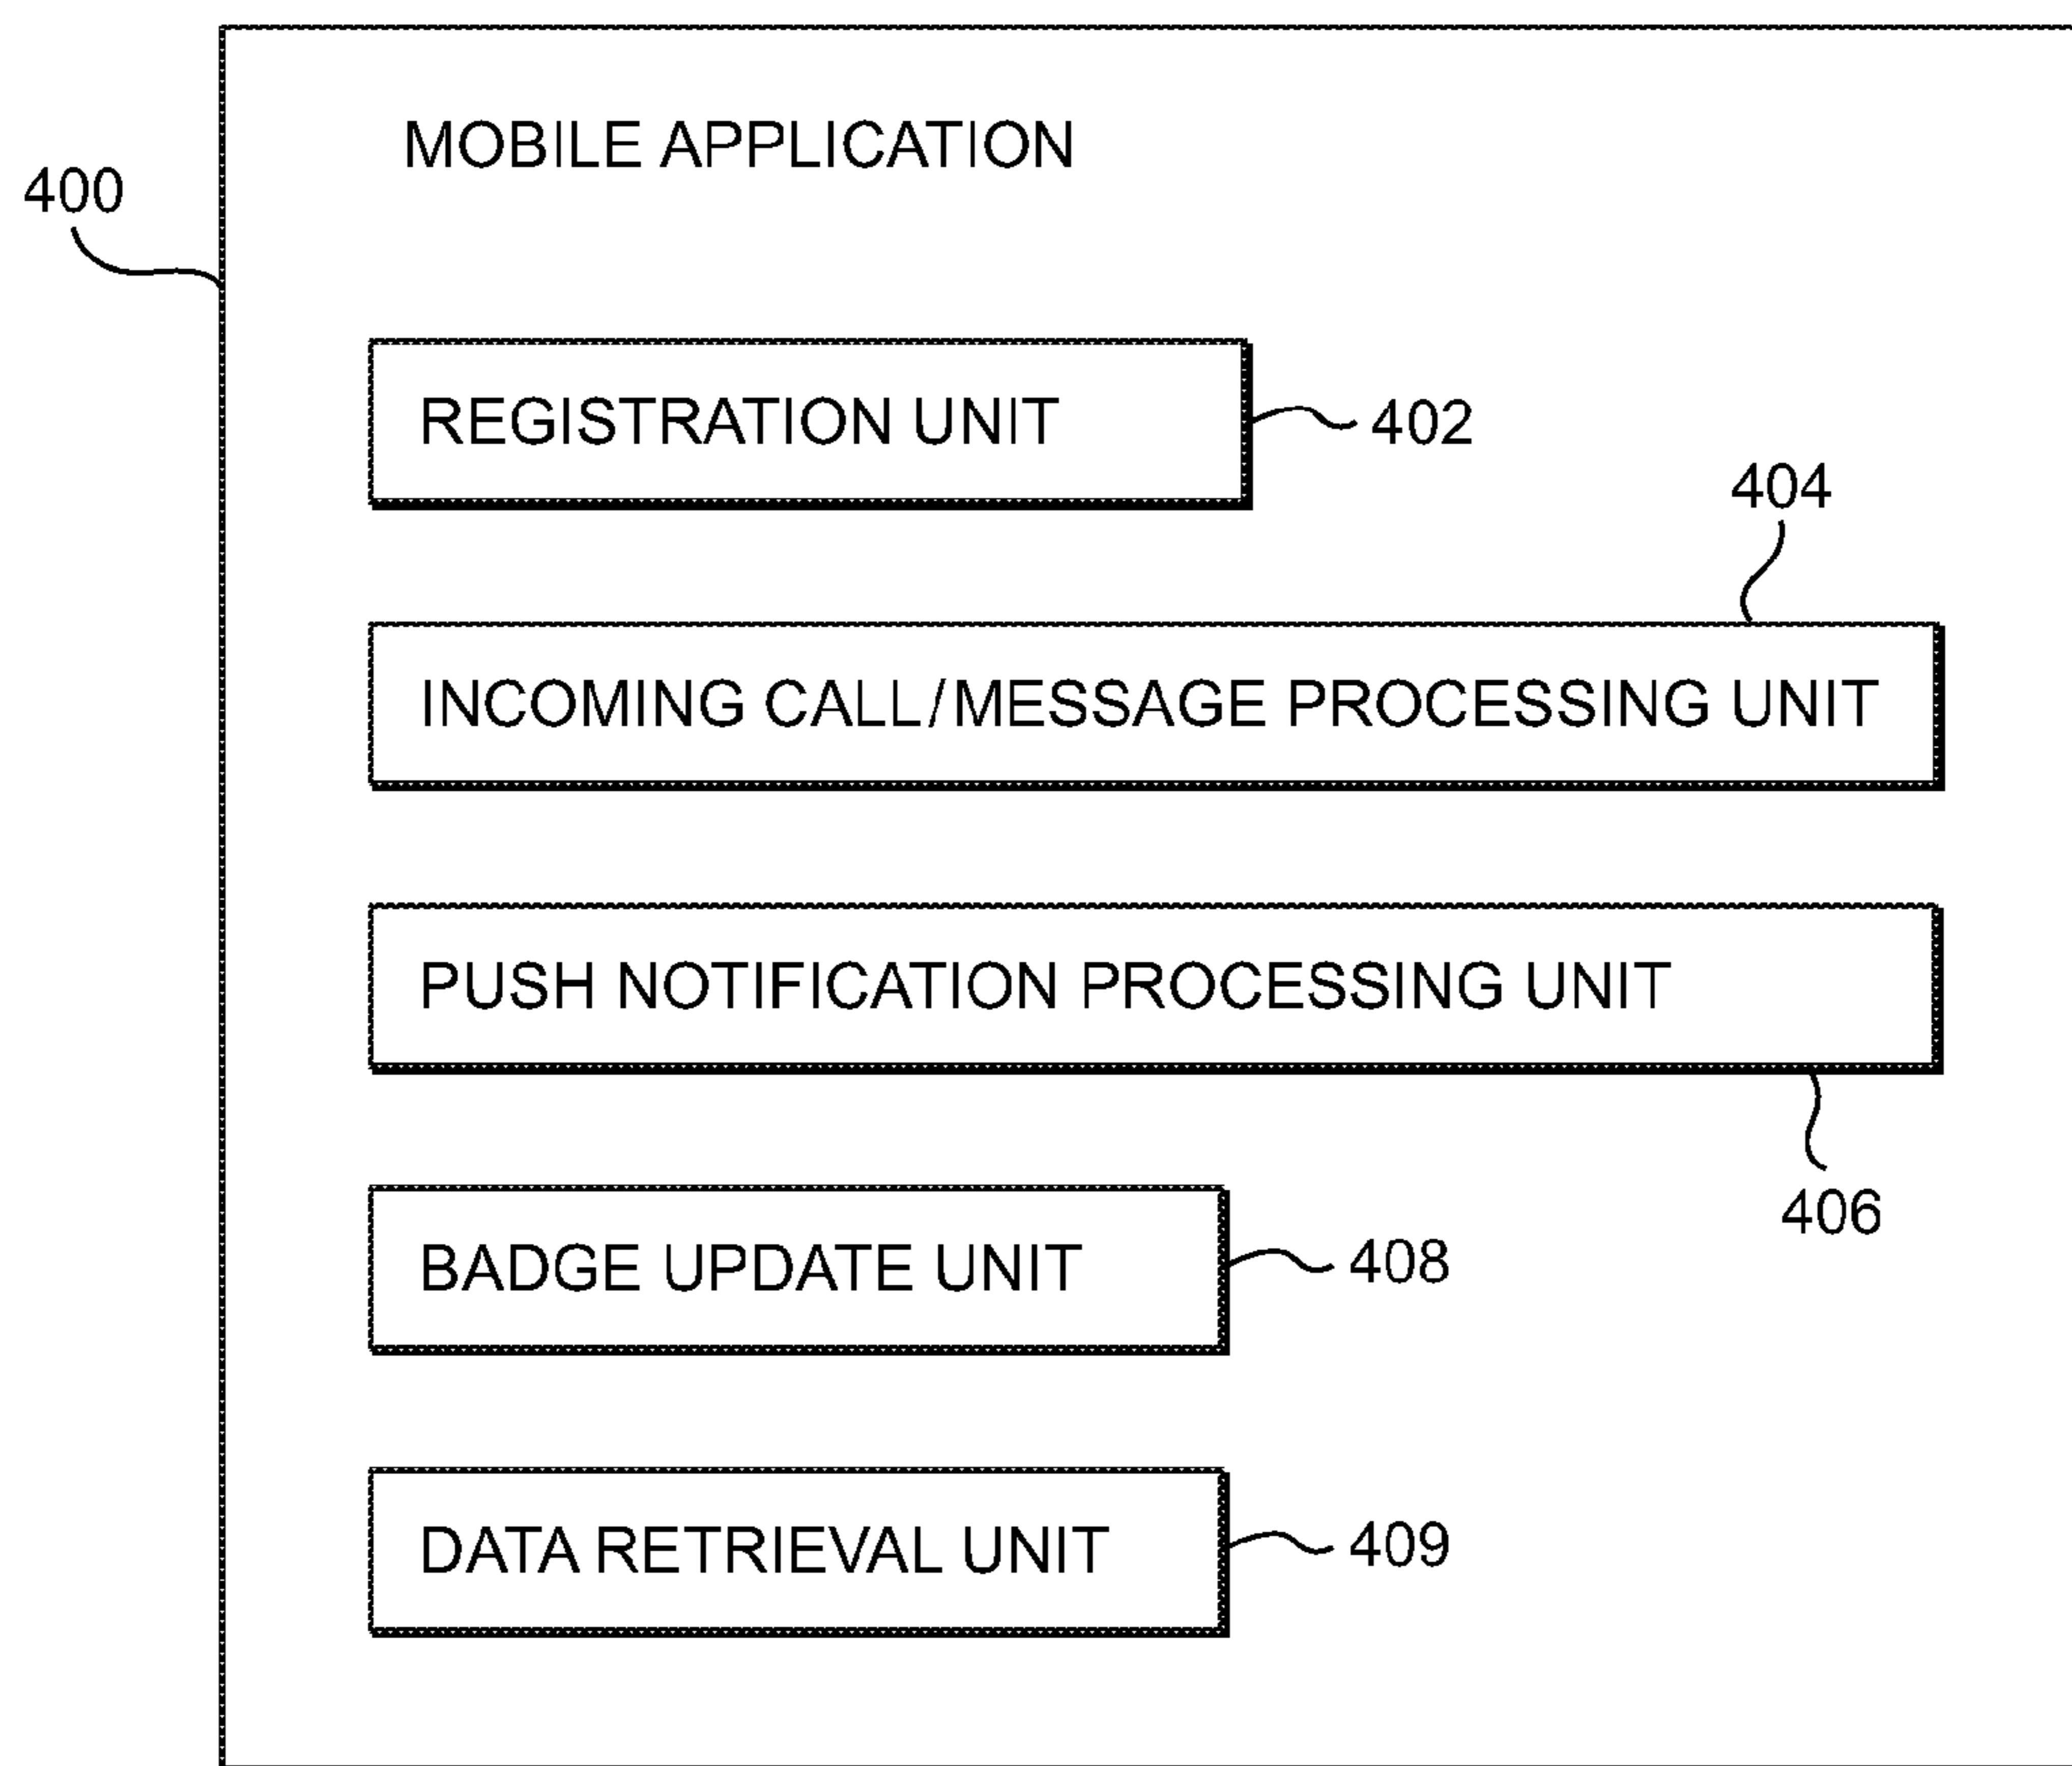 MOBILE APPLICATION
400
REGISTRATION UNIT
402
404
INCOMING CALL/MESSAGE PROCESSING UNIT
PUSH NOTIFICATION PROCESSING UNIT
406
BADGE UPDATE UNIT
408
DATA RETRIEVAL UNIT
409